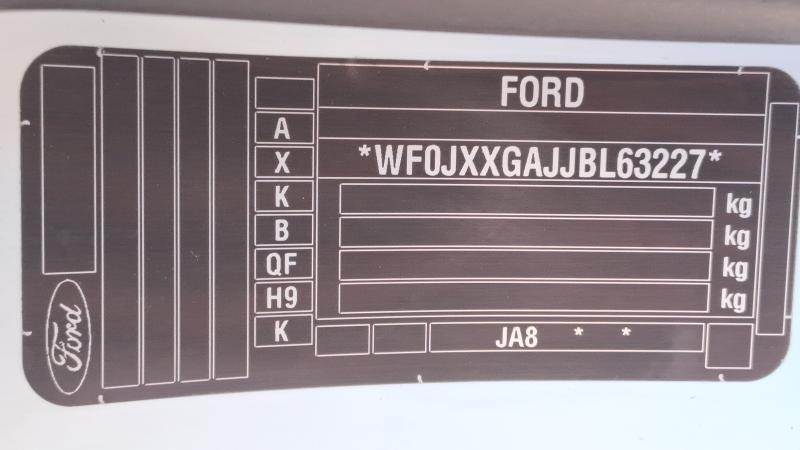 FORD
A
X
*WF0JXXGAJJBL63227*
K
kg
B
kg
QF
kg
H9
kg
K
JA8 * *
Ford